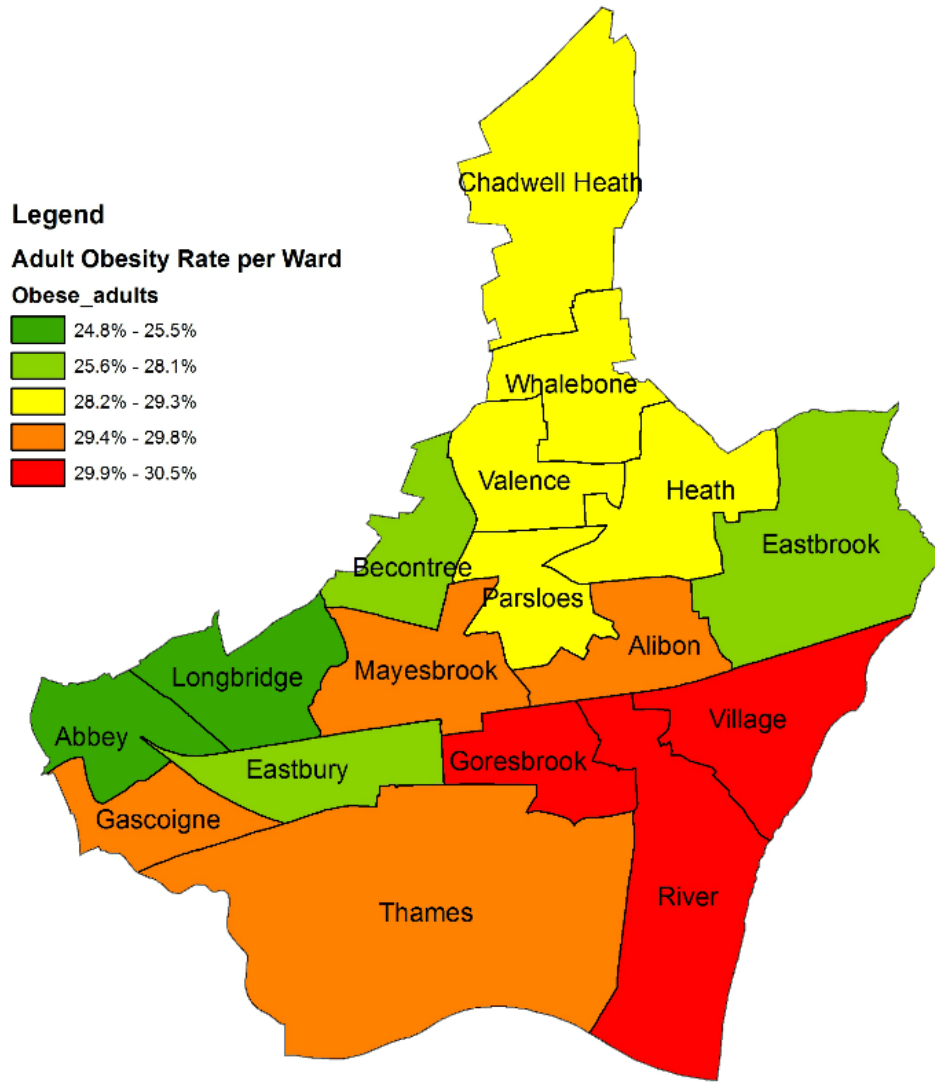 Chadwell Heath
Legend
Adult Obesity Rate per Ward
Obese_adults
24.8% - 25.5%
25.6% - 28.1%
28.2% - 29.3%
29.4% - 29.8%
29.9% - 30.5%
Whalebone
Valence
Heath
Eastbrook
Becontree
Parsloes
Alibon
Longbridge
Mayesbrook
Village
Abbey
Eastbury
Goresbrook
Gascoigne
River
Thames